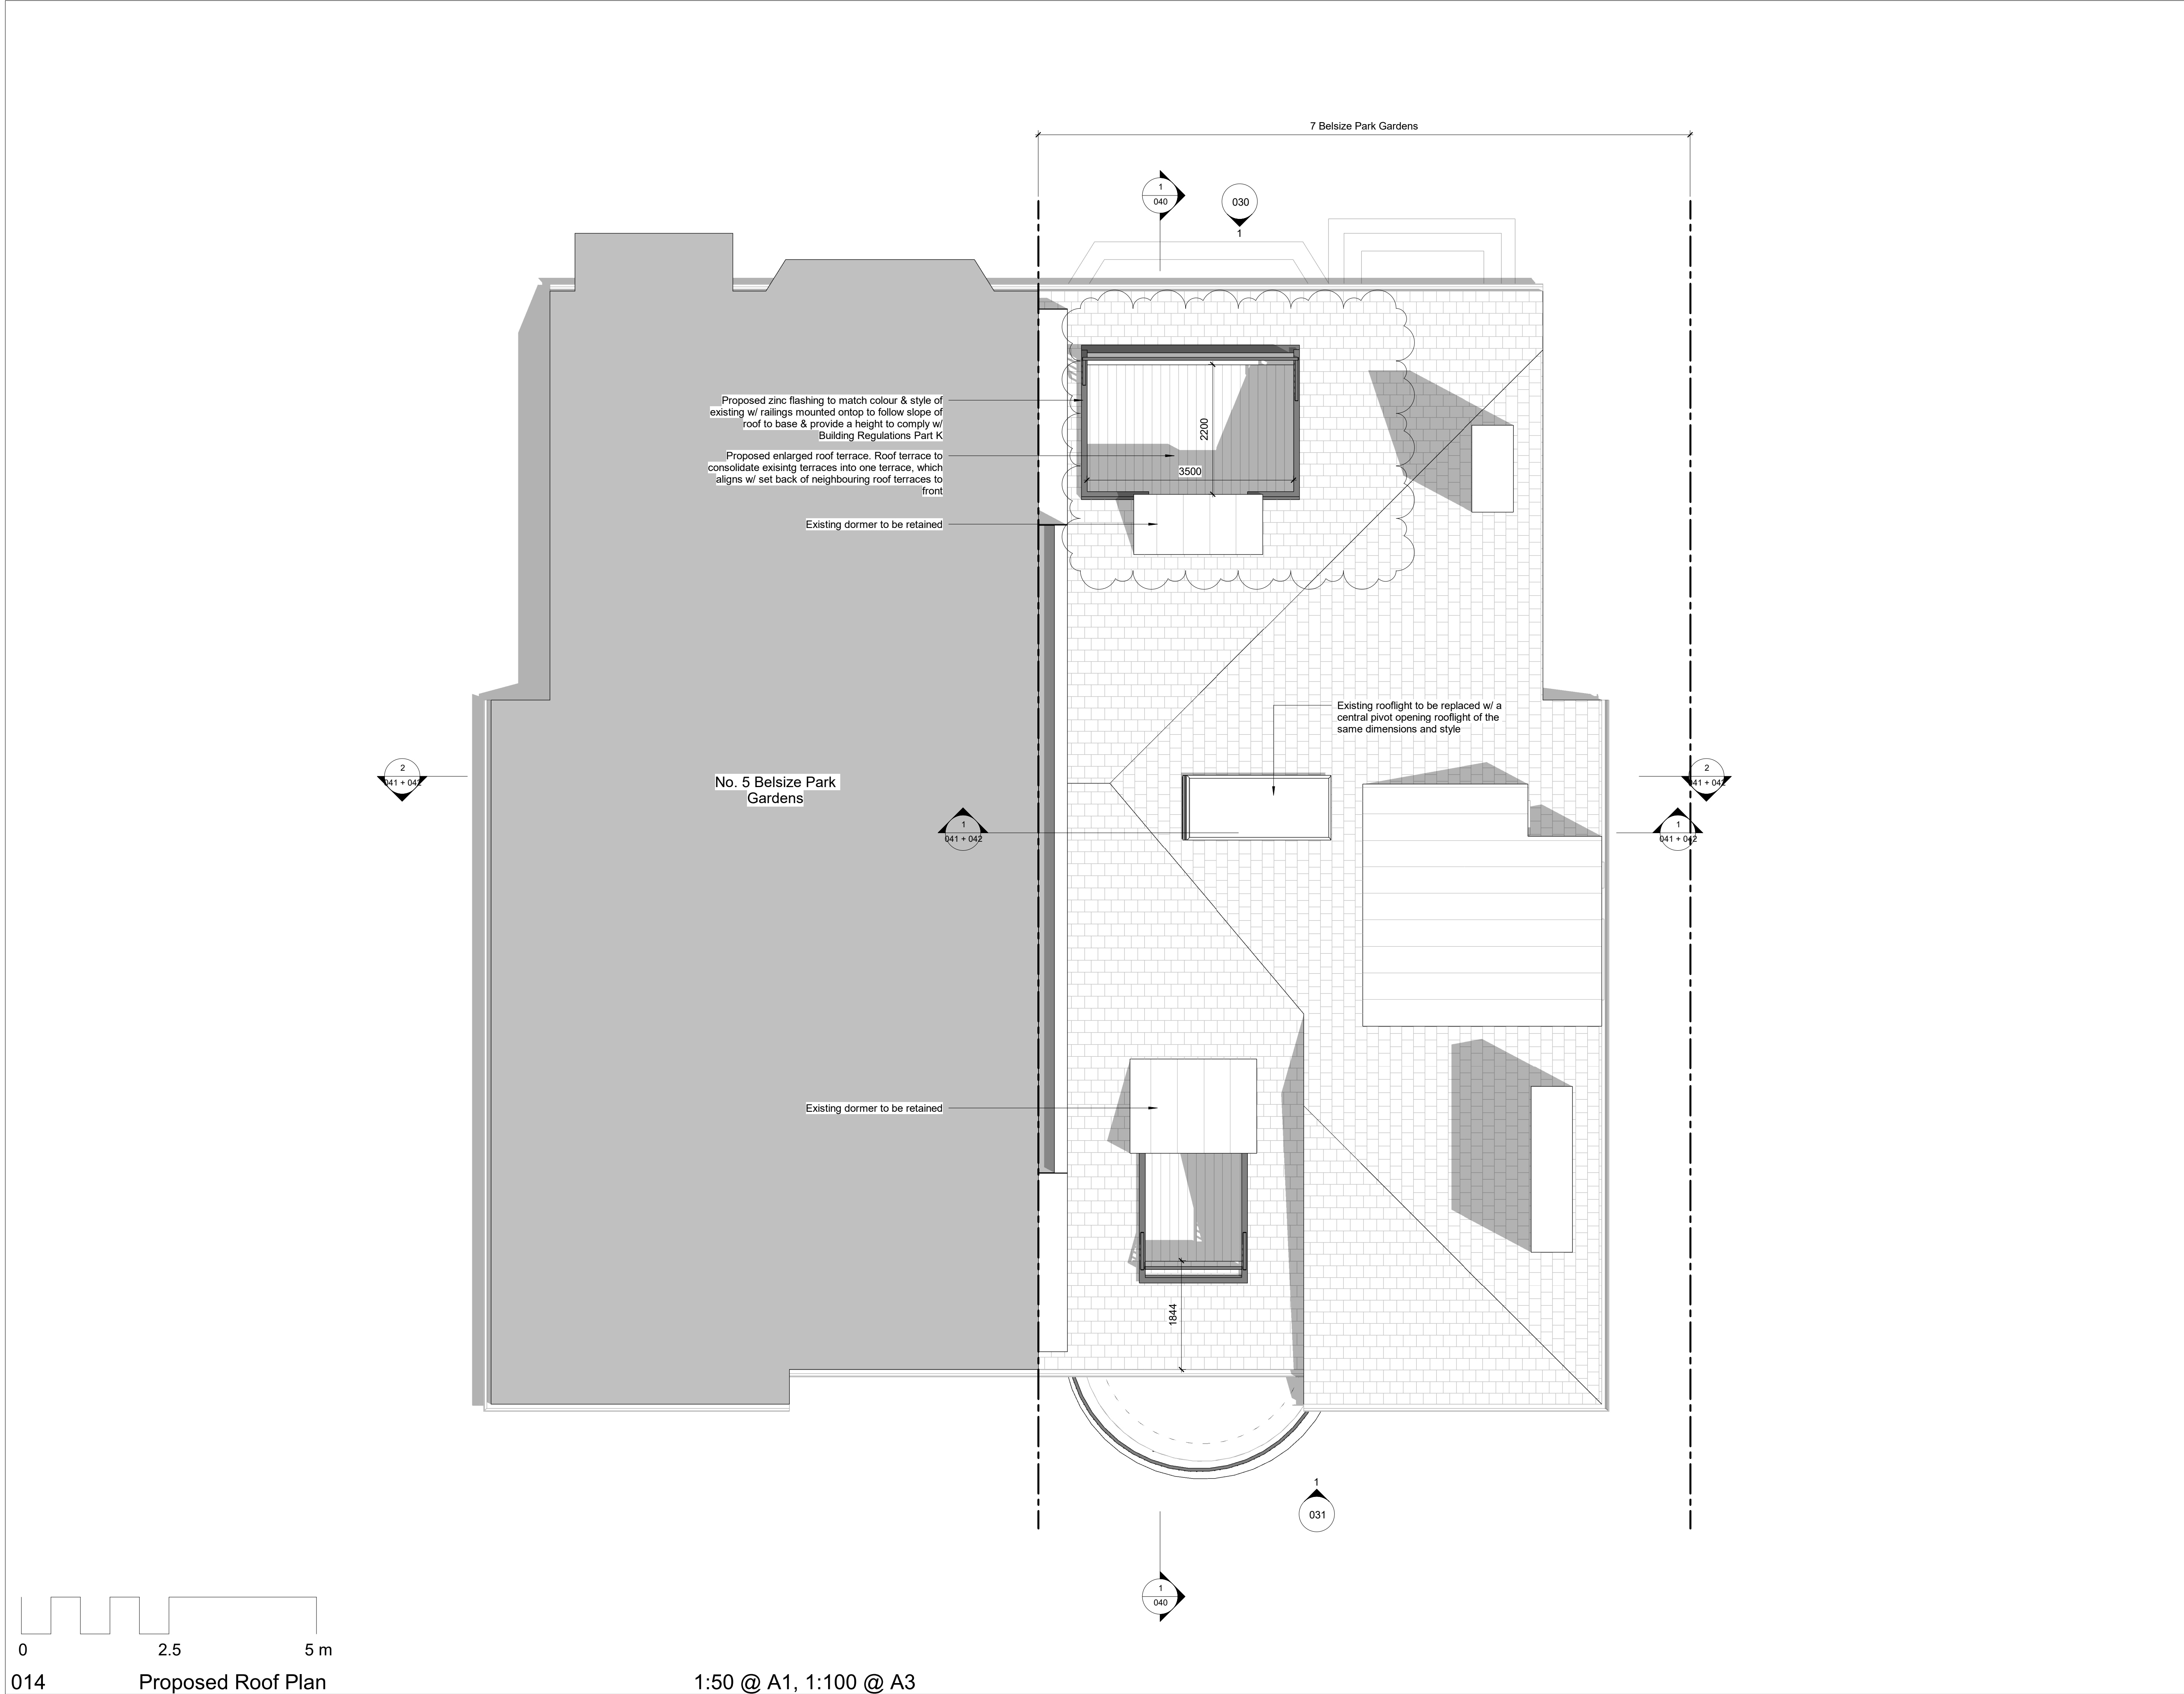 7 Belsize Park Gardens
1
040
030
1
Proposed zinc flashing to match colour & style of
existing w/ railings mounted ontop to follow slope of
roof to base & provide a height to comply w/
Building Regulations Part K
Proposed enlarged roof terrace. Roof terrace to
consolidate exisintg terraces into one terrace, which
aligns w/ set back of neighbouring roof terraces to
front
2200
3500
Existing dormer to be retained
Existing rooflight to be replaced w/ a
central pivot opening rooflight of the
same dimensions and style
2
041 + 042
No. 5 Belsize Park
Gardens
2
041 + 042
1
041 + 042
1
041 + 042
Existing dormer to be retained
1844
1
031
1
040
0
2.5
5 m
014
Proposed Roof Plan
1:50 @ A1, 1:100 @ A3